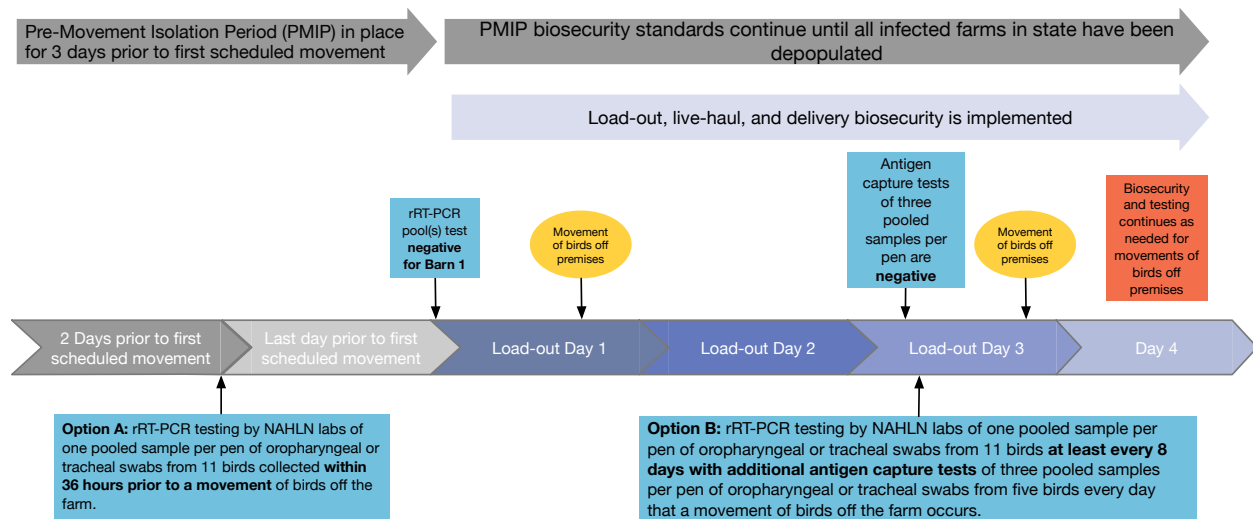 Pre-Movement Isolation Period (PMIP) in place
for 3 days prior to first scheduled movement
PMIP biosecurity standards continue until all infected farms in state have been
depopulated
Load-out, live-haul, and delivery biosecurity is implemented
rRT-PCR
pool(s) test
negative
for Barn 1
Movement
of birds off
premises
Antigen
capture tests
of three
pooled
samples per
pen are
negative
Movement
of birds off
premises
Biosecurity
and testing
continues as
needed for
movements of
birds off
premises
2 Days prior to first
scheduled movement
Last day prior to first
scheduled movement
Load-out Day 1
Load-out Day 2
Load-out Day 3
Day 4
Option A: rRT-PCR testing by NAHLN labs of
one pooled sample per pen of oropharyngeal or
tracheal swabs from 11 birds collected within
36 hours prior to a movement of birds off the
farm.
Option B: rRT-PCR testing by NAHLN labs of one pooled sample per
pen of oropharyngeal or tracheal swabs from 11 birds at least every 8
days with additional antigen capture tests of three pooled samples
per pen of oropharyngeal or tracheal swabs from five birds every day
that a movement of birds off the farm occurs.